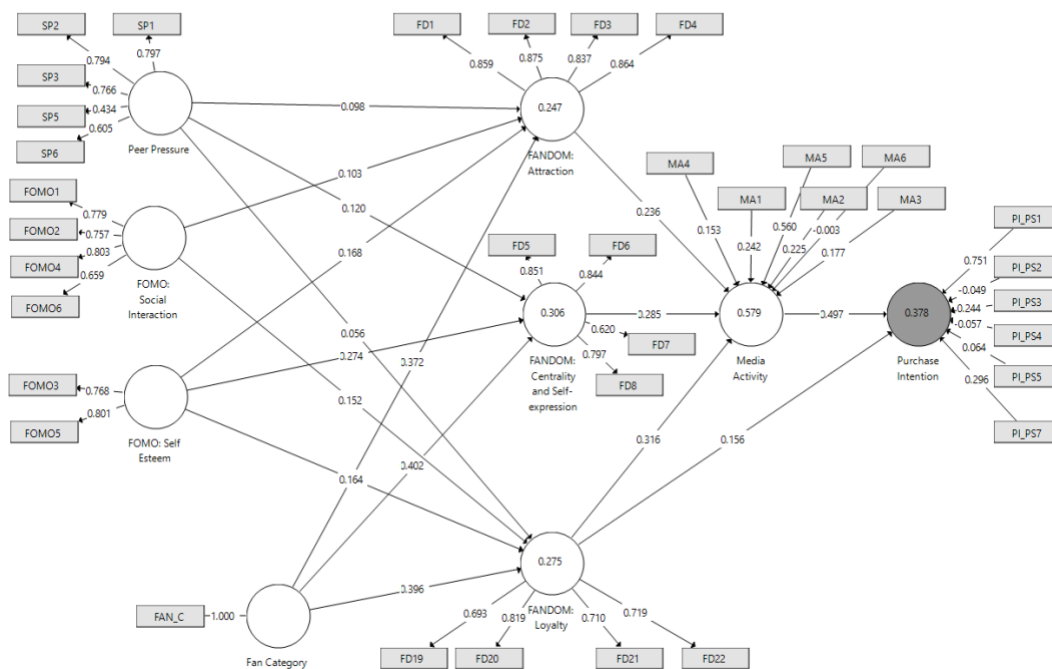 SP2
SP1
0.794
0.797
SP3
0.766
SP5
0.434
0.605
SP6
Peer Pressure
FOMO1
0.779
FOMO2
0.757
FOMO4
0.803
0.659
FOMO6
FOMO:
Social
Interaction
FOMO3
0.768
0.801
FOMO5
FOMO: Self
Esteem
FAN_C
1.000
Fan Category
0.098
0.103
0.168
0.120
0.056
0.274
0.372
0.152
0.164
0.402
0.396
FD1
FD2
FD3
FD4
0.859
0.875
0.837
0.864
0.247
FANDOM:
Attraction
FD5
FD6
0.851
0.844
0.306
0.620
FD7
0.797
FD8
FANDOM:
Centrality
and Self-
expression
0.275
FANDOM:
Loyalty
0.693
0.819
0.710
0.719
FD19
FD20
FD21
FD22
0.236
0.285
0.316
0.156
MA4
MA1
MA5
MA2
MA6
MA3
0.153
0.242
0.560
0.225
-0.003
0.177
0.579
Media
Activity
0.497
0.378
Purchase
Intention
PI_PS1
0.751
PI_PS2
-0.049
PI_PS3
0.244
PI_PS4
-0.057
PI_PS5
0.064
0.296
PI_PS7